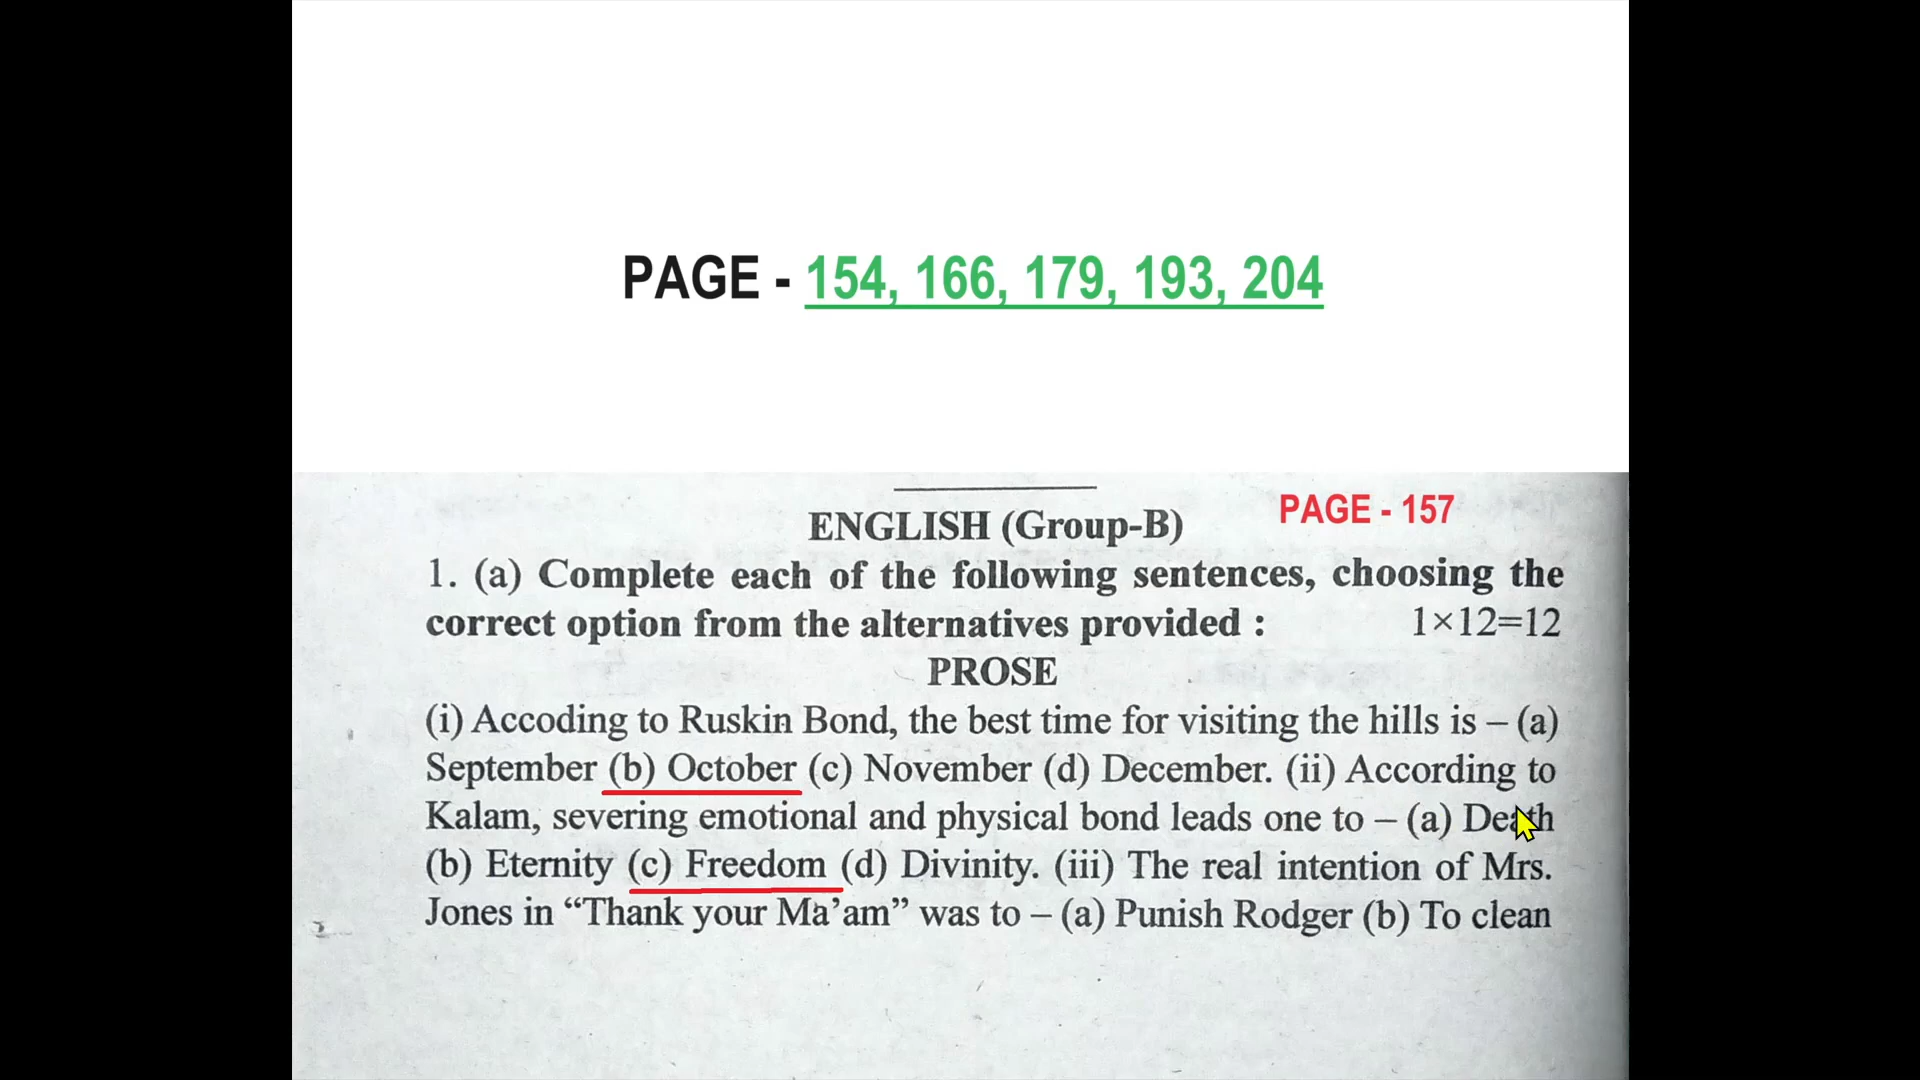 PAGE - 154, 166, 179, 193, 204
PAGE - 157
ENGLISH (Group-B)
1. (a) Complete each of the following sentences, choosing the
correct option from the alternatives provided : 1×12=12
PROSE
(i) Accoding to Ruskin Bond, the best time for visiting the hills is – (a)
September (b) October (c) November (d) December. (ii) According to
Kalam, severing emotional and physical bond leads one to – (a) Death
(b) Eternity (c) Freedom (d) Divinity. (iii) The real intention of Mrs.
Jones in “Thank your Ma’am” was to – (a) Punish Rodger (b) To clean